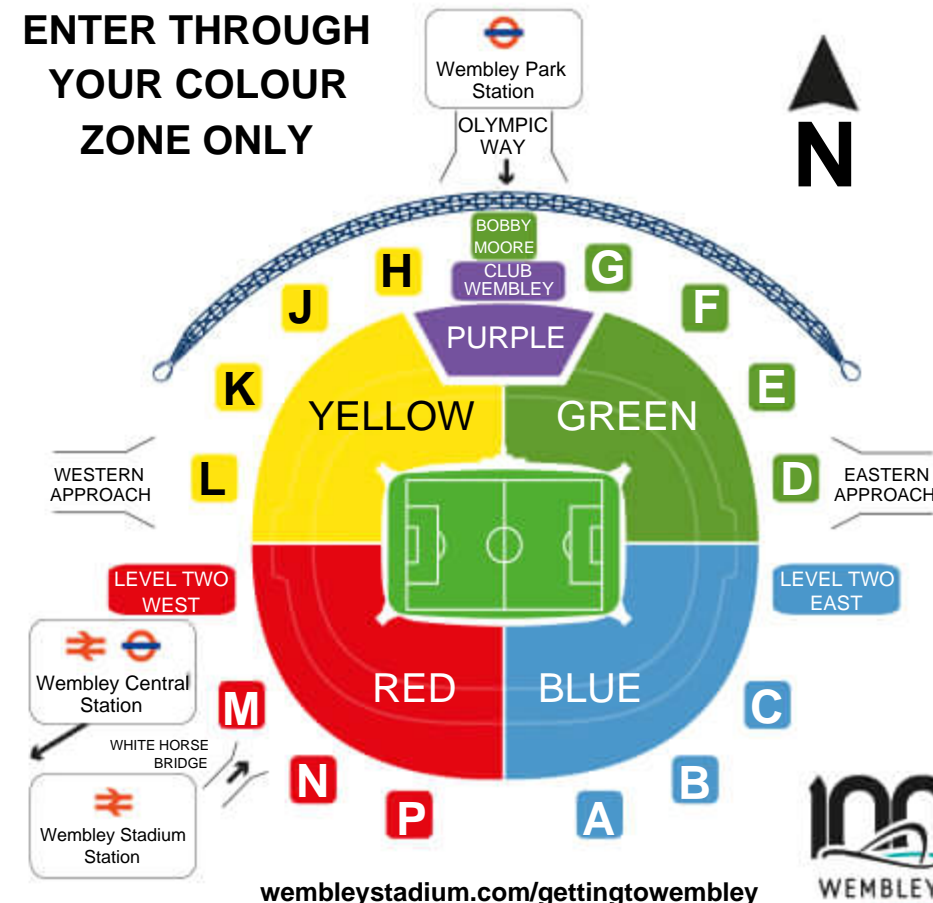 ENTER THROUGH
YOUR COLOUR
ZONE ONLY
Wembley Park
Station
OLYMPIC
WAY
N
BOBBY
MOORE
CLUB
WEMBLEY
H
G
J
F
PURPLE
K
E
YELLOW
GREEN
WESTERN
APPROACH
L
D
EASTERN
APPROACH
LEVEL TWO
WEST
LEVEL TWO
EAST
Wembley Central
Station
RED
BLUE
M
C
WHITE HORSE
BRIDGE
N
B
Wembley Stadium
Station
P
A
100
WEMBLEY
wembleystadium.com/gettingtowembley